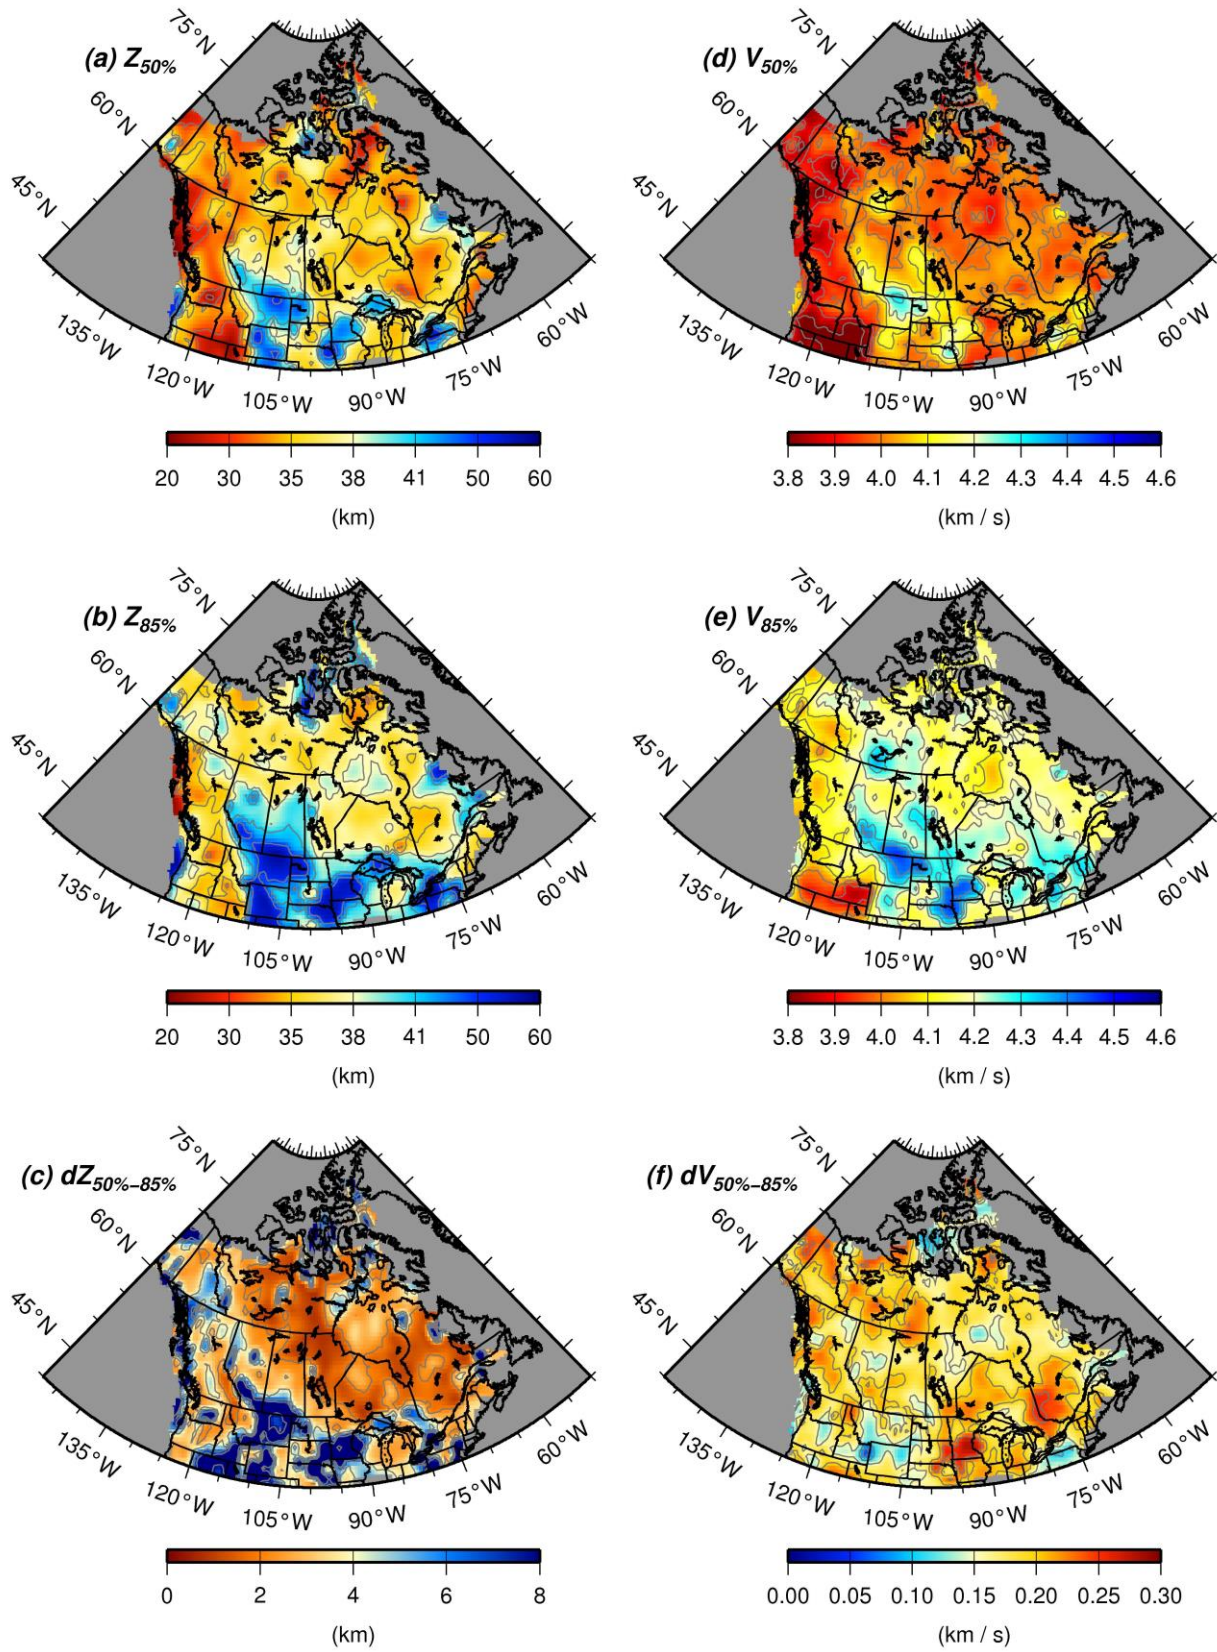 (a) Z50%
75°N
60°N
45°N
135°W
120°W
105°W
90°W
75°W
60°W
20 30 35 38 41 50 60
(km)
(d) V50%
75°N
60°N
45°N
135°W
120°W
105°W
90°W
75°W
60°W
3.8 3.9 4.0 4.1 4.2 4.3 4.4 4.5 4.6
(km / s)
(b) Z85%
75°N
60°N
45°N
135°W
120°W
105°W
90°W
75°W
60°W
20 30 35 38 41 50 60
(km)
(e) V85%
75°N
60°N
45°N
135°W
120°W
105°W
90°W
75°W
60°W
3.8 3.9 4.0 4.1 4.2 4.3 4.4 4.5 4.6
(km / s)
(c) dZ50%−85%
75°N
60°N
45°N
135°W
120°W
105°W
90°W
75°W
60°W
0 2 4 6 8
(km)
(f) dV50%−85%
75°N
60°N
45°N
135°W
120°W
105°W
90°W
75°W
60°W
0.00 0.05 0.10 0.15 0.20 0.25 0.30
(km / s)